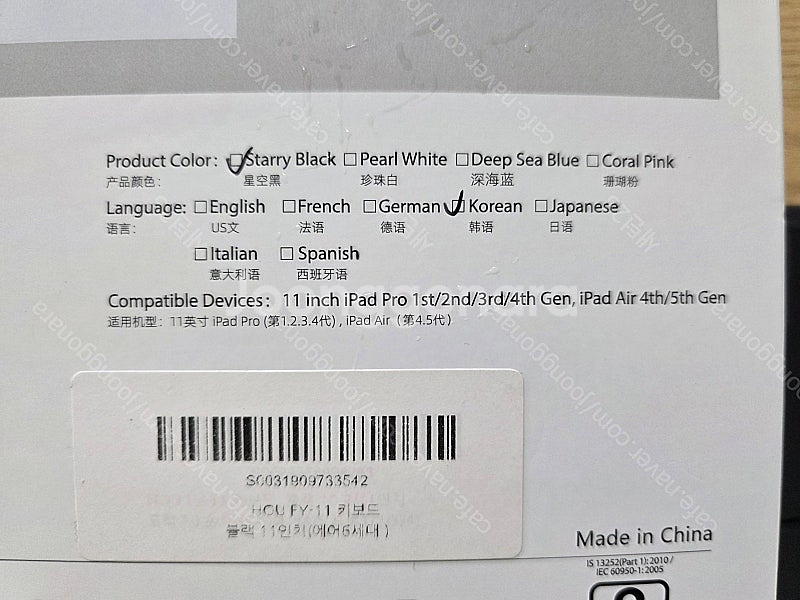 Product Color: □Starry Black □Pearl White □Deep Sea Blue □Coral Pink
产品颜色: 星空黑 珍珠白 深海蓝 珊瑚粉
Language: □English □French □German □Korean □Japanese
语言: US文 法语 德语 韩语 日语
□Italian □Spanish
意大利语 西班牙语
Compatible Devices: 11 inch iPad Pro 1st/2nd/3rd/4th Gen, iPad Air 4th/5th Gen
适用机型: 11英寸 iPad Pro (第1.2.3.4代) , iPad Air (第4.5代)
joonggonara
S0031909733542
HOU FY-11 키보드
블랙 11인치(에어6세대 )
Made in China
IS 13252(Part 1): 2010 /
IEC 60950-1: 2005
cafe.naver.com/joonggonara